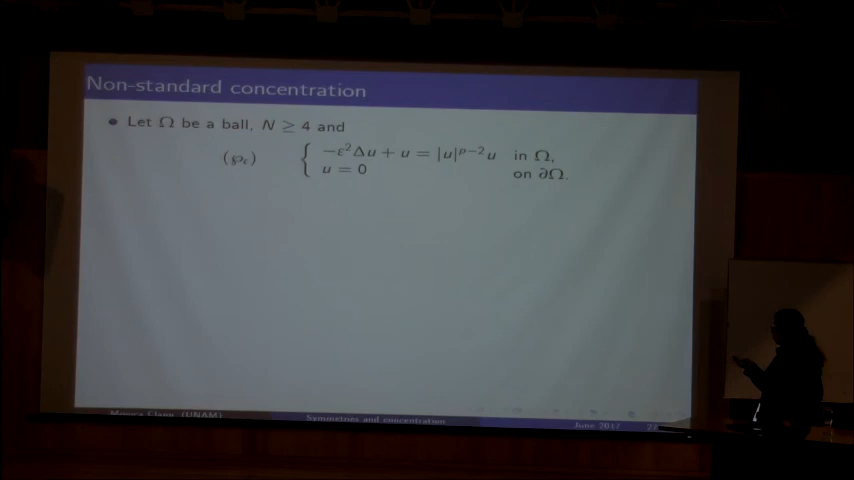 Non-standard concentration
• Let Ω be a ball, N ≥ 4 and
(℘ε) { −ε²Δu + u = |u|ᵖ⁻²u in Ω,
u = 0 on ∂Ω.
Mónica Clapp (UNAM) Symmetries and concentration June 2017